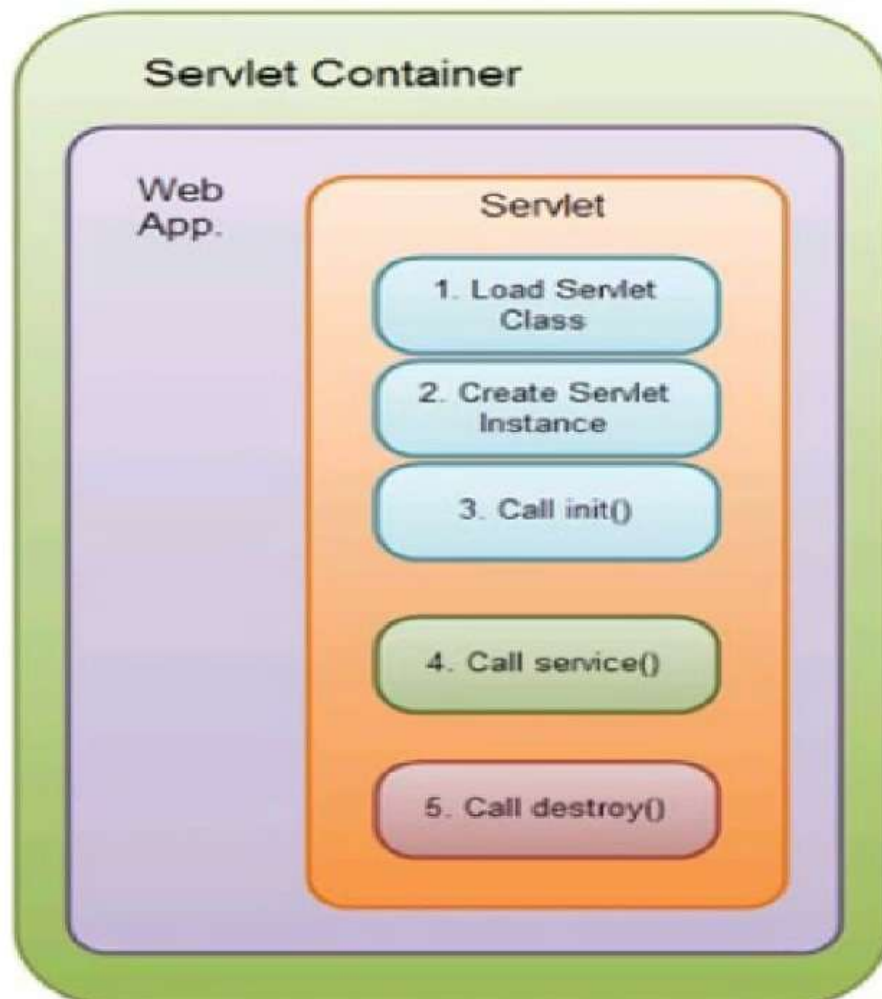 Servlet Container
Web
App.
Servlet
1. Load Servlet
Class
2. Create Servlet
Instance
3. Call init()
4. Call service()
5. Call destroy()